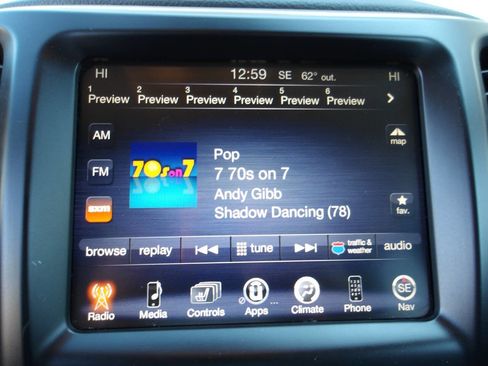 HI 12:59 SE 62° out. HI
1 2 3 4 5 6
Preview Preview Preview Preview Preview Preview
AM
FM
sxm
70s on 7
Pop
7 70s on 7
Andy Gibb
Shadow Dancing (78)
map
fav.
browse replay tune traffic & weather audio
SE
Radio Media Controls Apps Climate Phone Nav